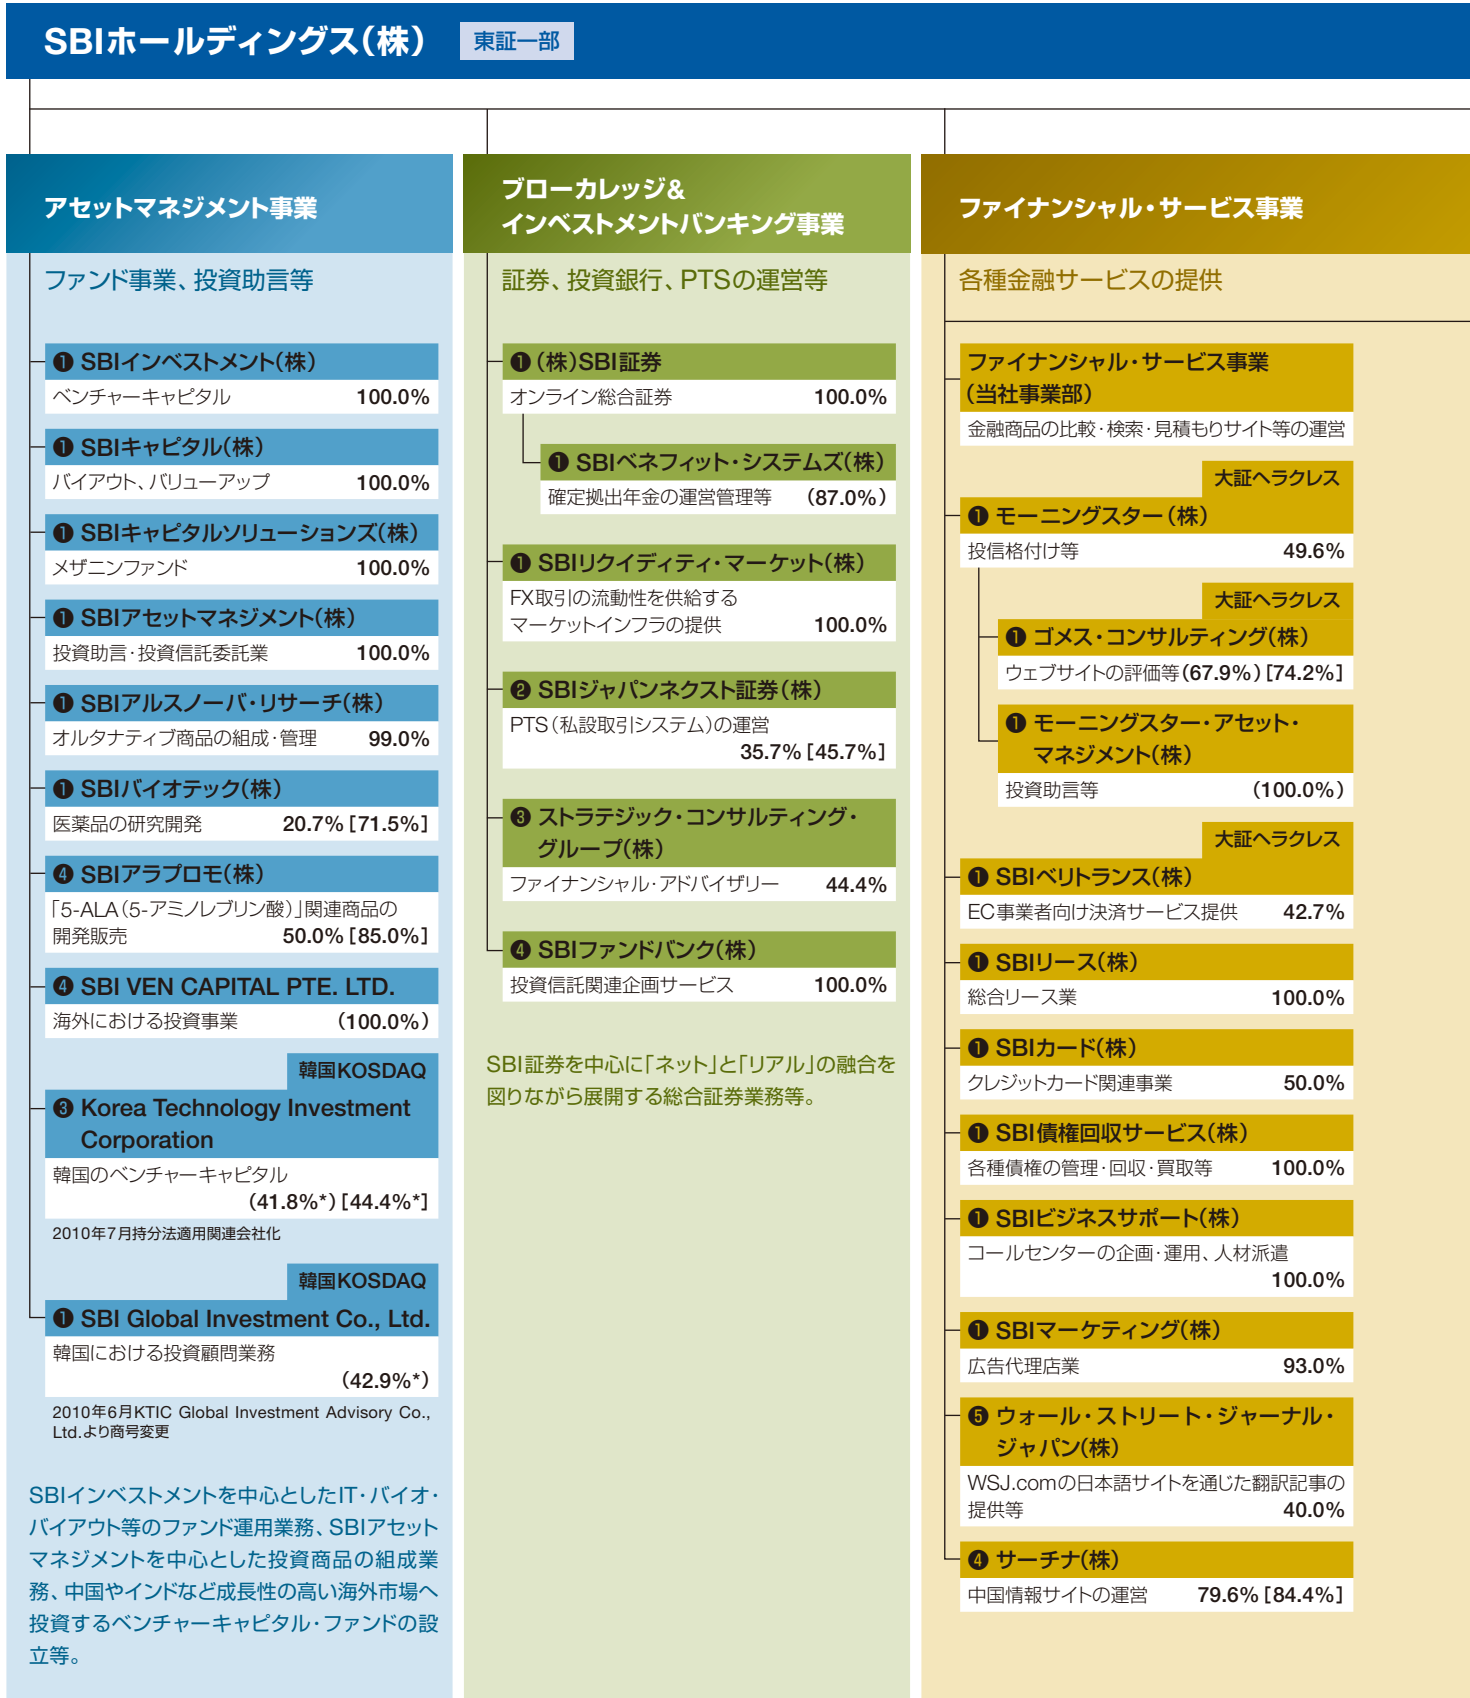 SBIホールディングス(株) 東証一部
アセットマネジメント事業
ファンド事業、投資助言等
❶ SBIインベストメント(株)
ベンチャーキャピタル 100.0%
❶ SBIキャピタル(株)
バイアウト、バリューアップ 100.0%
❶ SBIキャピタルソリューションズ(株)
メザニンファンド 100.0%
❶ SBIアセットマネジメント(株)
投資助言・投資信託委託業 100.0%
❶ SBIアルスノーバ・リサーチ(株)
オルタナティブ商品の組成・管理 99.0%
❶ SBIバイオテック(株)
医薬品の研究開発 20.7% [71.5%]
❹ SBIアラプロモ(株)
「5-ALA(5-アミノレブリン酸)」関連商品の
開発販売 50.0% [85.0%]
❹ SBI VEN CAPITAL PTE. LTD.
海外における投資事業 (100.0%)
韓国KOSDAQ
❸ Korea Technology Investment
Corporation
韓国のベンチャーキャピタル
(41.8%*) [44.4%*]
2010年7月持分法適用関連会社化
韓国KOSDAQ
❶ SBI Global Investment Co., Ltd.
韓国における投資顧問業務
(42.9%*)
2010年6月KTIC Global Investment Advisory Co.,
Ltd.より商号変更
SBIインベストメントを中心としたIT・バイオ・
バイアウト等のファンド運用業務、SBIアセット
マネジメントを中心とした投資商品の組成業
務、中国やインドなど成長性の高い海外市場へ
投資するベンチャーキャピタル・ファンドの設
立等。
ブローカレッジ&
インベストメントバンキング事業
証券、投資銀行、PTSの運営等
❶ (株)SBI証券
オンライン総合証券 100.0%
❶ SBIベネフィット・システムズ(株)
確定拠出年金の運営管理等 (87.0%)
❶ SBIリクイディティ・マーケット(株)
FX取引の流動性を供給する
マーケットインフラの提供 100.0%
❷ SBIジャパンネクスト証券(株)
PTS(私設取引システム)の運営
35.7% [45.7%]
❸ ストラテジック・コンサルティング・
グループ(株)
ファイナンシャル・アドバイザリー 44.4%
❹ SBIファンドバンク(株)
投資信託関連企画サービス 100.0%
SBI証券を中心に「ネット」と「リアル」の融合を
図りながら展開する総合証券業務等。
ファイナンシャル・サービス事業
各種金融サービスの提供
ファイナンシャル・サービス事業
(当社事業部)
金融商品の比較・検索・見積もりサイト等の運営
大証ヘラクレス
❶ モーニングスター(株)
投信格付け等 49.6%
大証ヘラクレス
❶ ゴメス・コンサルティング(株)
ウェブサイトの評価等(67.9%) [74.2%]
❶ モーニングスター・アセット・
マネジメント(株)
投資助言等 (100.0%)
大証ヘラクレス
❶ SBIベリトランス(株)
EC事業者向け決済サービス提供 42.7%
❶ SBIリース(株)
総合リース業 100.0%
❶ SBIカード(株)
クレジットカード関連事業 50.0%
❶ SBI債権回収サービス(株)
各種債権の管理・回収・買取等 100.0%
❶ SBIビジネスサポート(株)
コールセンターの企画・運用、人材派遣
100.0%
❶ SBIマーケティング(株)
広告代理店業 93.0%
❺ ウォール・ストリート・ジャーナル・
ジャパン(株)
WSJ.comの日本語サイトを通じた翻訳記事の
提供等 40.0%
❹ サーチナ(株)
中国情報サイトの運営 79.6% [84.4%]